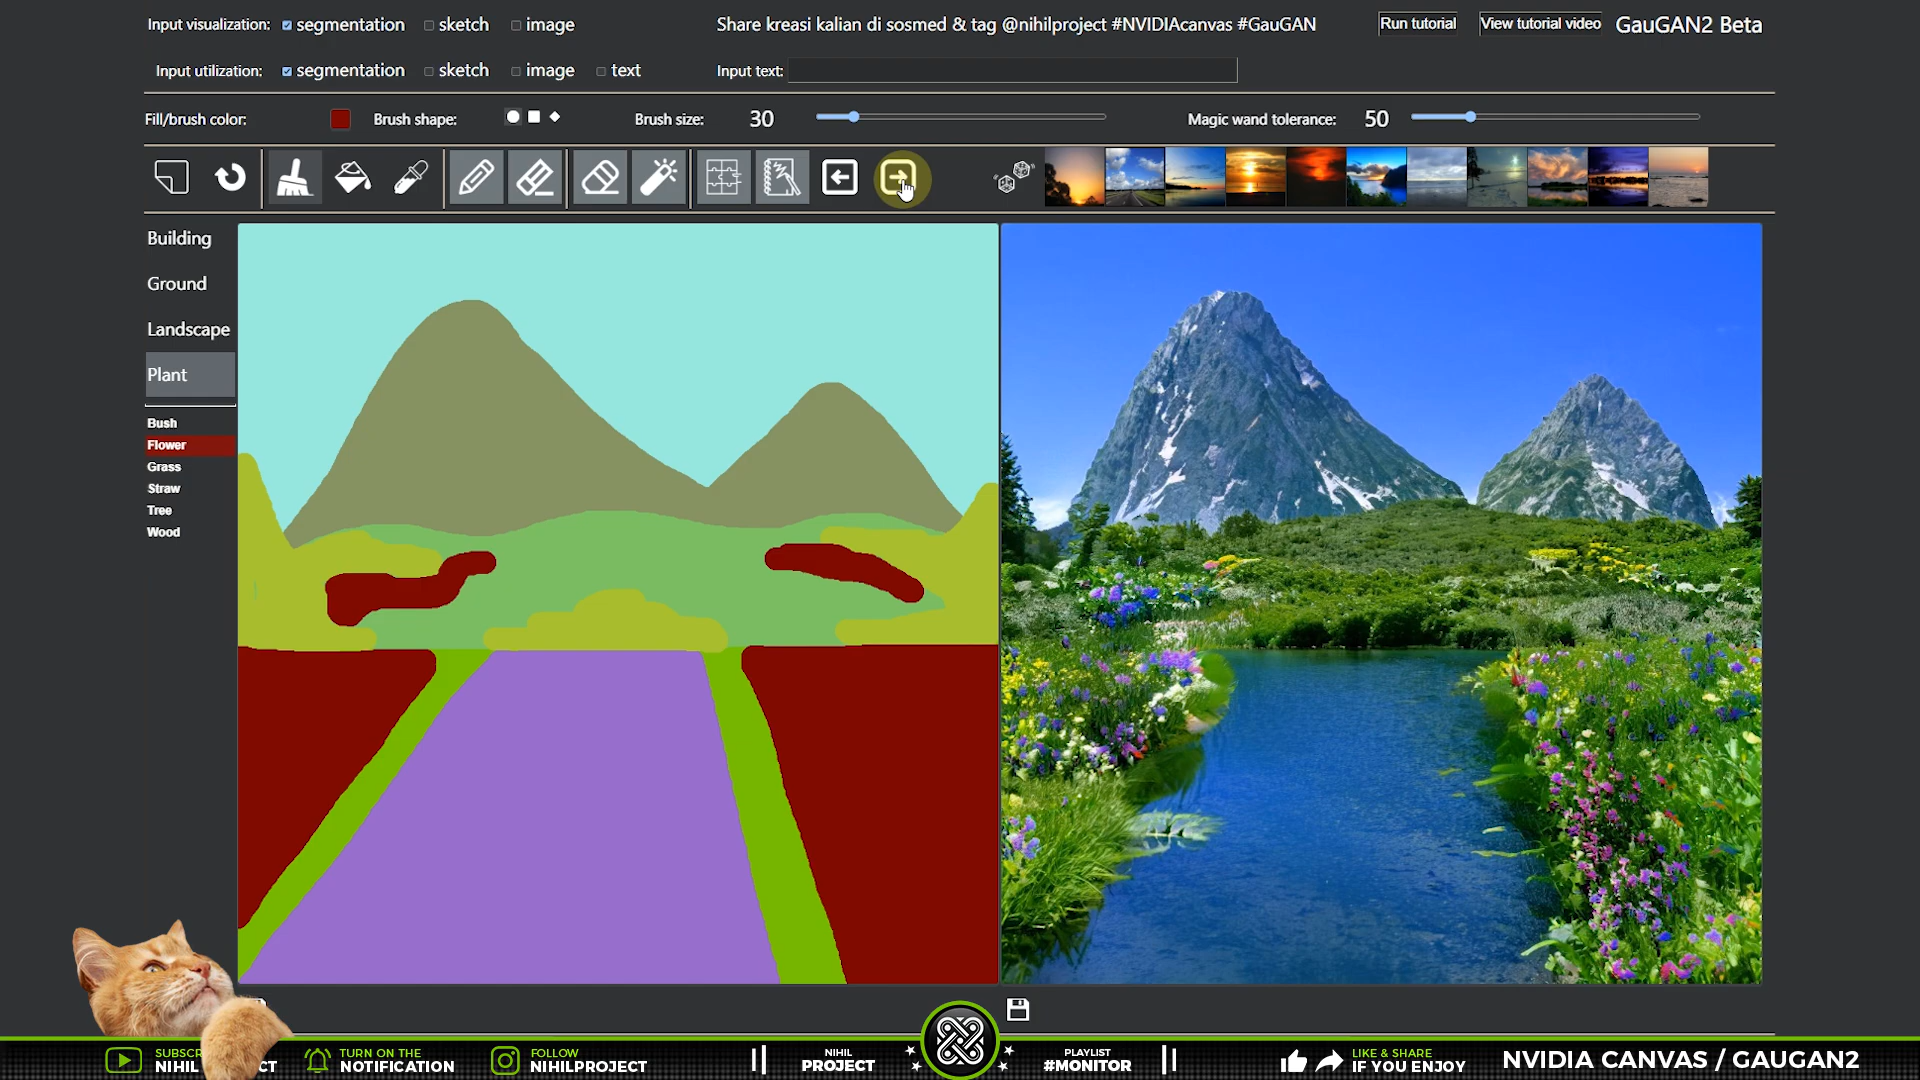 Input visualization: segmentation sketch image
Share kreasi kalian di sosmed & tag @nihilproject #NVIDIAcanvas #GauGAN
Run tutorial
View tutorial video
GauGAN2 Beta
Input utilization: segmentation sketch image text
Input text:
Fill/brush color:
Brush shape:
Brush size: 30
Magic wand tolerance: 50
Building
Ground
Landscape
Plant
Bush
Flower
Grass
Straw
Tree
Wood
NIHIL
TURN ON THE
NOTIFICATION
FOLLOW
NIHILPROJECT
NIHIL
PROJECT
PLAYLIST
#MONITOR
LIKE & SHARE
IF YOU ENJOY
NVIDIA CANVAS / GAUGAN2